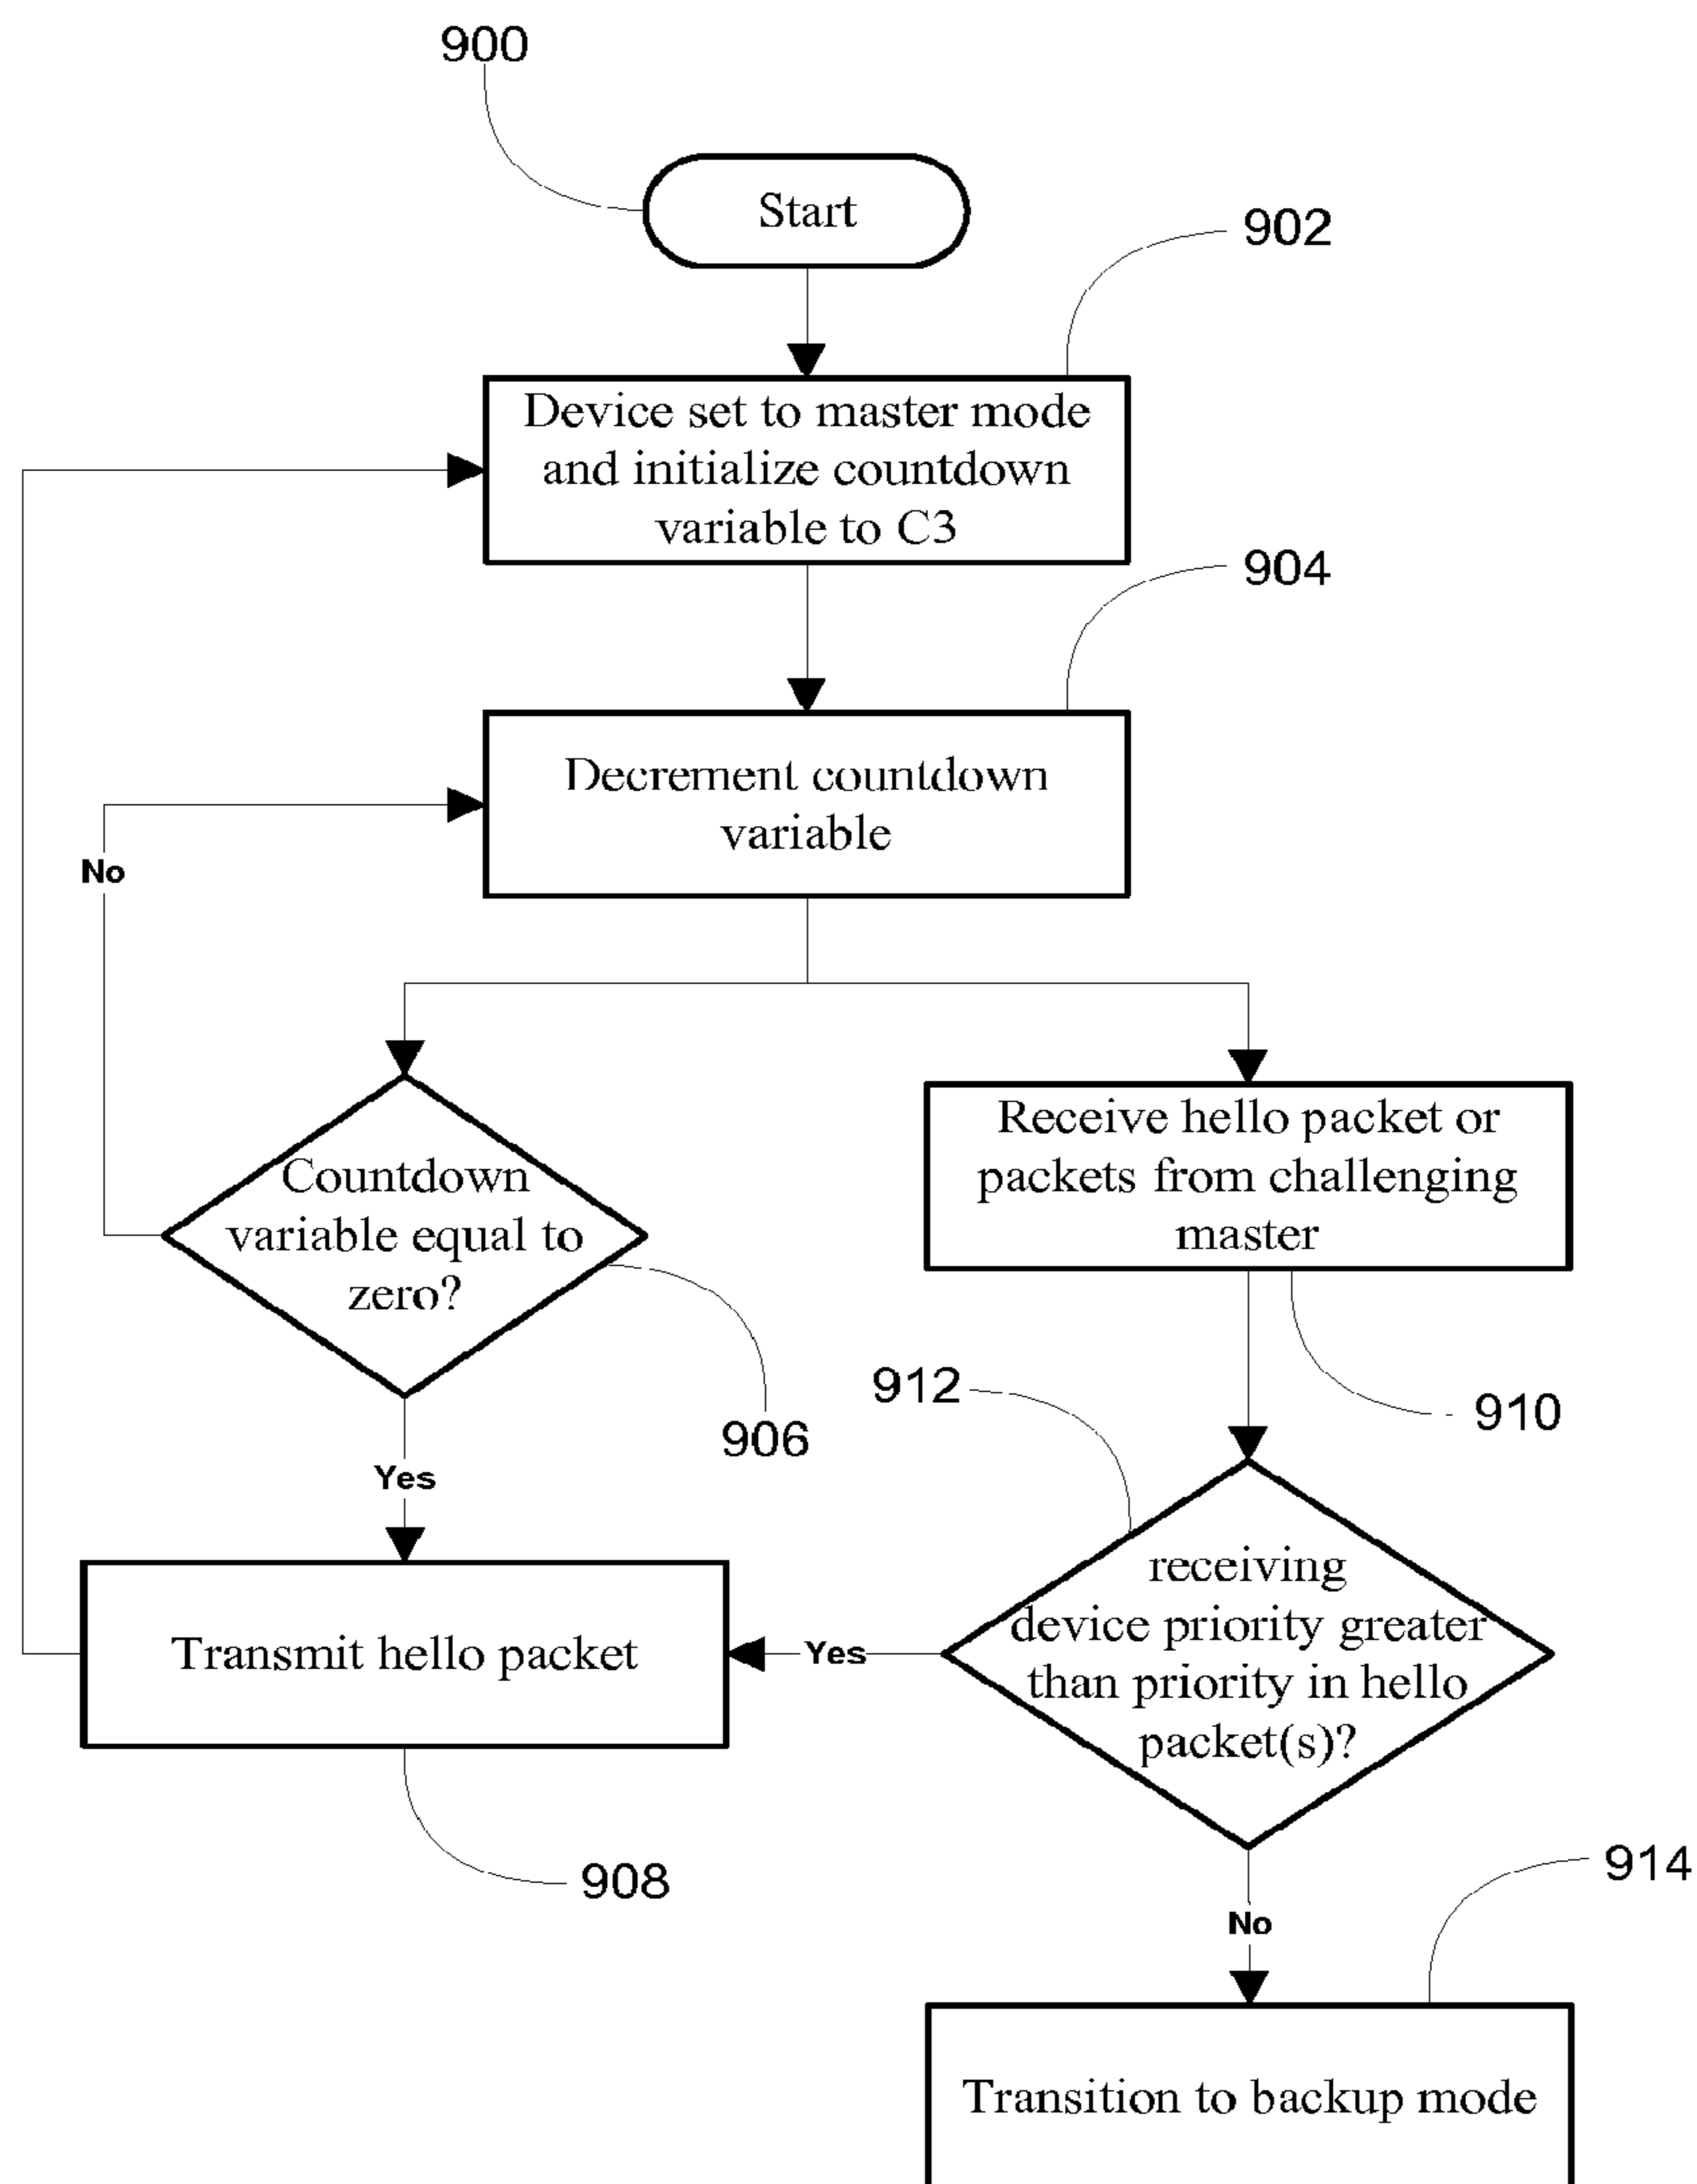 900
Start
902
Device set to master mode
and initialize countdown
variable to C3
904
Decrement countdown
variable
No
Countdown
variable equal to
zero?
906
Receive hello packet or
packets from challenging
master
910
912
Yes
receiving
device priority greater
than priority in hello
packet(s)?
Yes
Transmit hello packet
908
No
914
Transition to backup mode